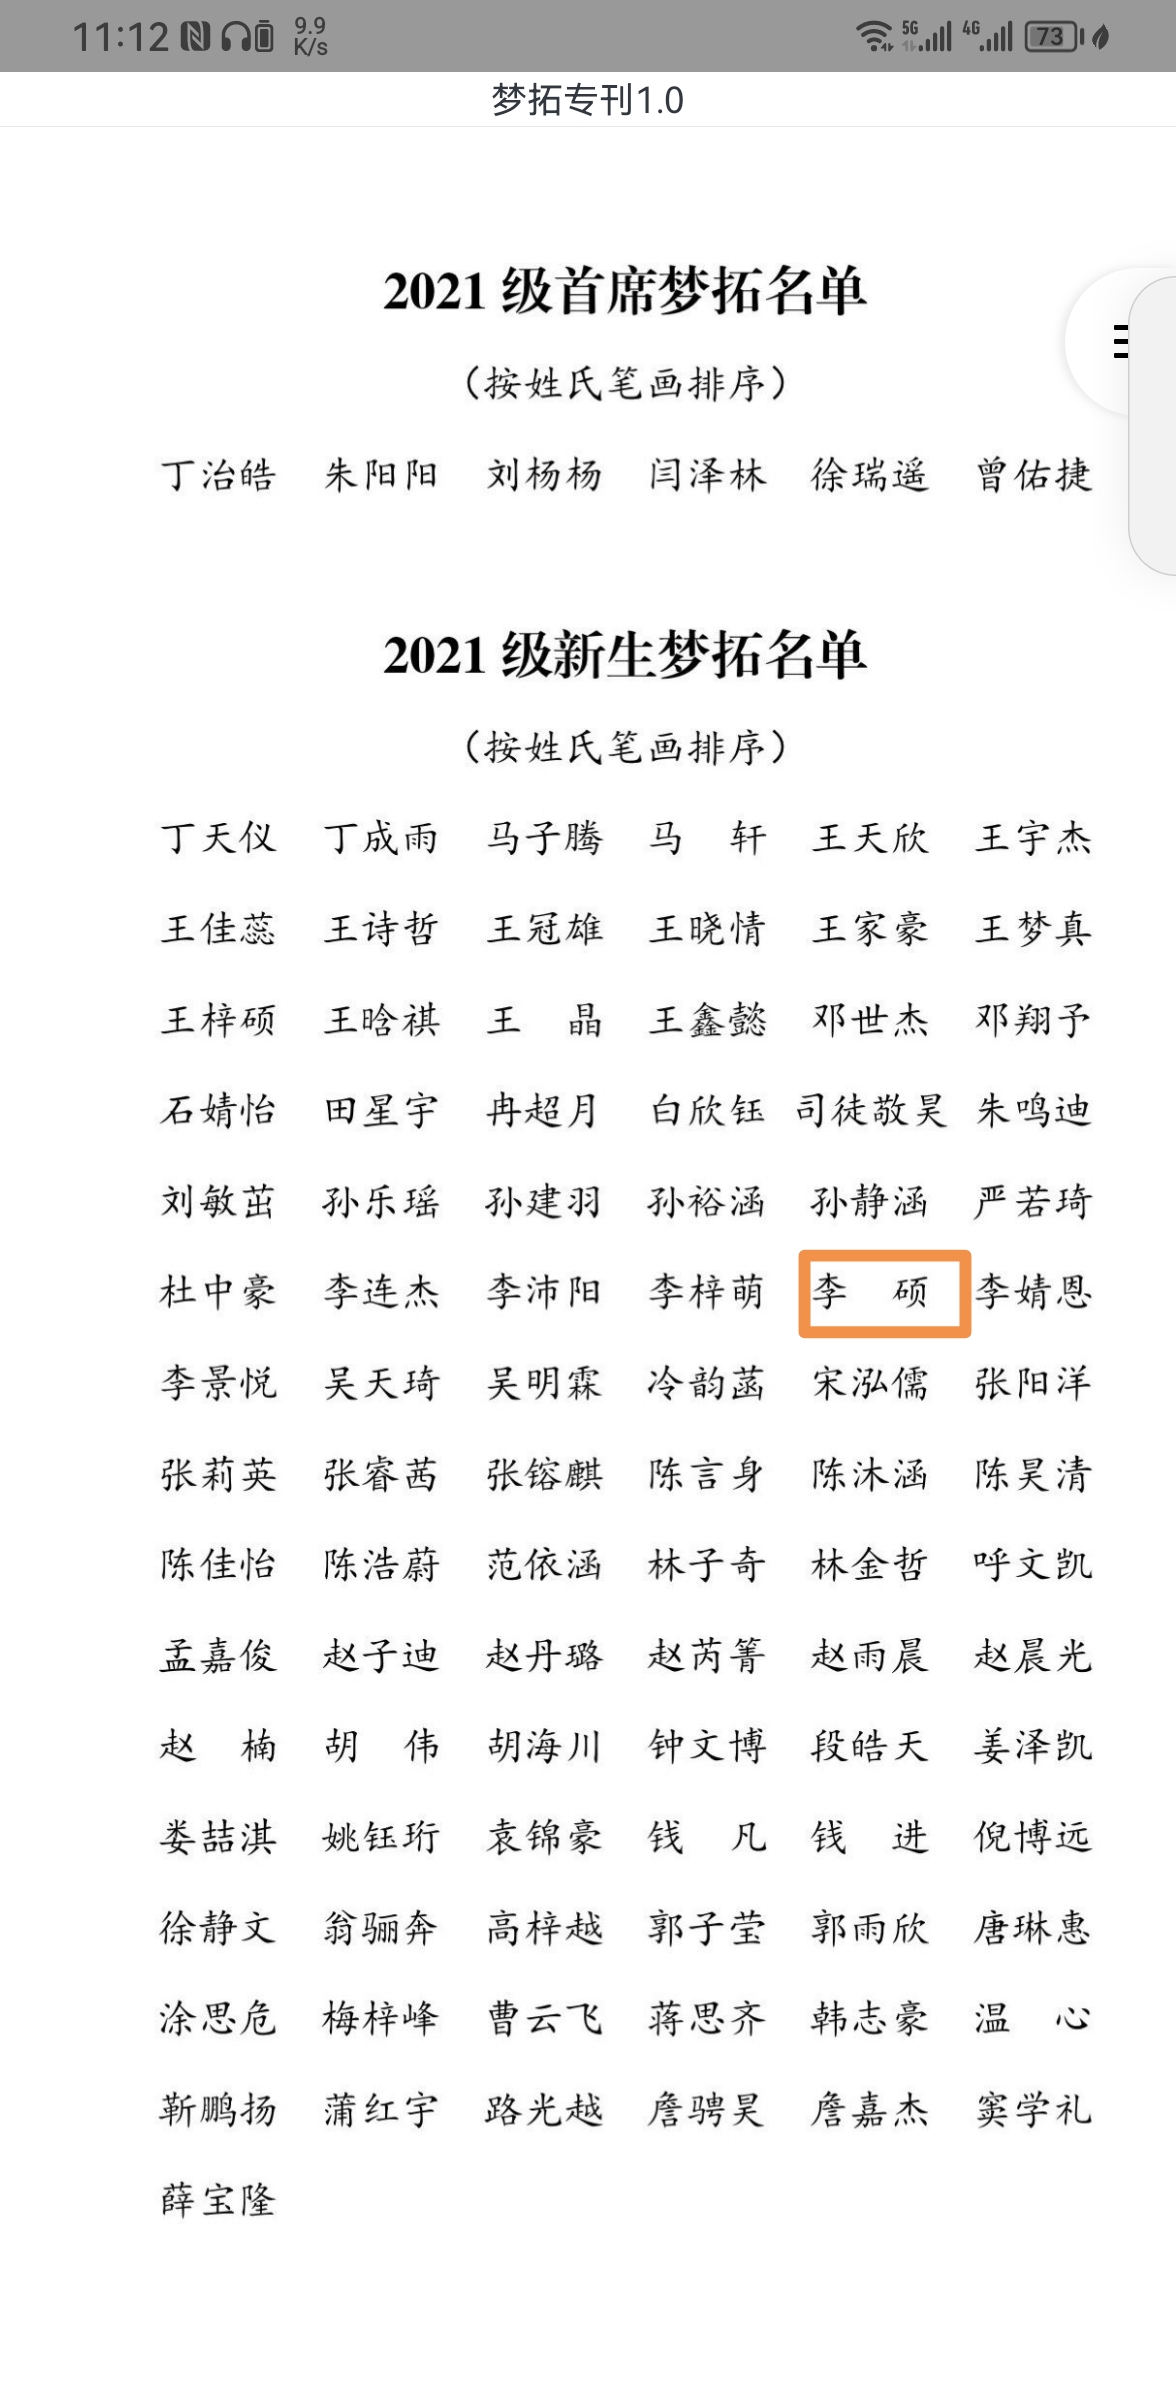 11:12 9.9 K/s 5G 4G 73
梦拓专刊1.0
2021 级首席梦拓名单
（按姓氏笔画排序）
丁治皓 朱阳阳 刘杨杨 闫泽林 徐瑞遥 曾佑捷
2021 级新生梦拓名单
（按姓氏笔画排序）
丁天仪 丁成雨 马子腾 马 轩 王天欣 王宇杰
王佳蕊 王诗哲 王冠雄 王晓情 王家豪 王梦真
王梓硕 王晗祺 王 晶 王鑫懿 邓世杰 邓翔予
石婧怡 田星宇 冉超月 白欣钰 司徒敬昊 朱鸣迪
刘敏茁 孙乐瑶 孙建羽 孙裕涵 孙静涵 严若琦
杜中豪 李连杰 李沛阳 李梓萌 李 硕 李婧恩
李景悦 吴天琦 吴明霖 冷韵菡 宋泓儒 张阳洋
张莉英 张睿茜 张镕麒 陈言身 陈沐涵 陈昊清
陈佳怡 陈浩蔚 范依涵 林子奇 林金哲 呼文凯
孟嘉俊 赵子迪 赵丹璐 赵芮箐 赵雨晨 赵晨光
赵 楠 胡 伟 胡海川 钟文博 段皓天 姜泽凯
娄喆淇 姚钰珩 袁锦豪 钱 凡 钱 进 倪博远
徐静文 翁骊奔 高梓越 郭子莹 郭雨欣 唐琳惠
涂思危 梅梓峰 曹云飞 蒋思齐 韩志豪 温 心
靳鹏扬 蒲红宇 路光越 詹骋昊 詹嘉杰 窦学礼
薛宝隆